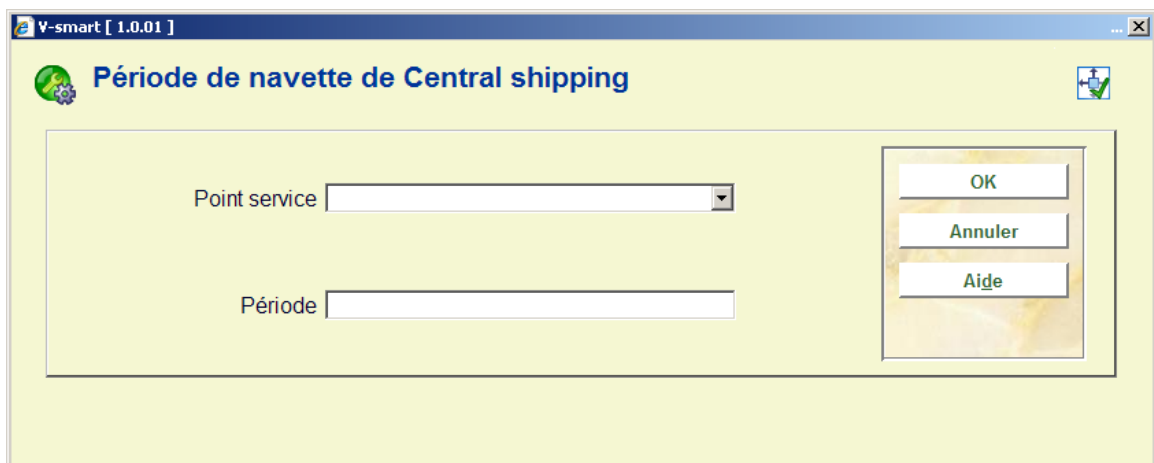 V-smart [ 1.0.01 ]
...
Période de navette de Central shipping
Point service
OK
Annuler
Aide
Période